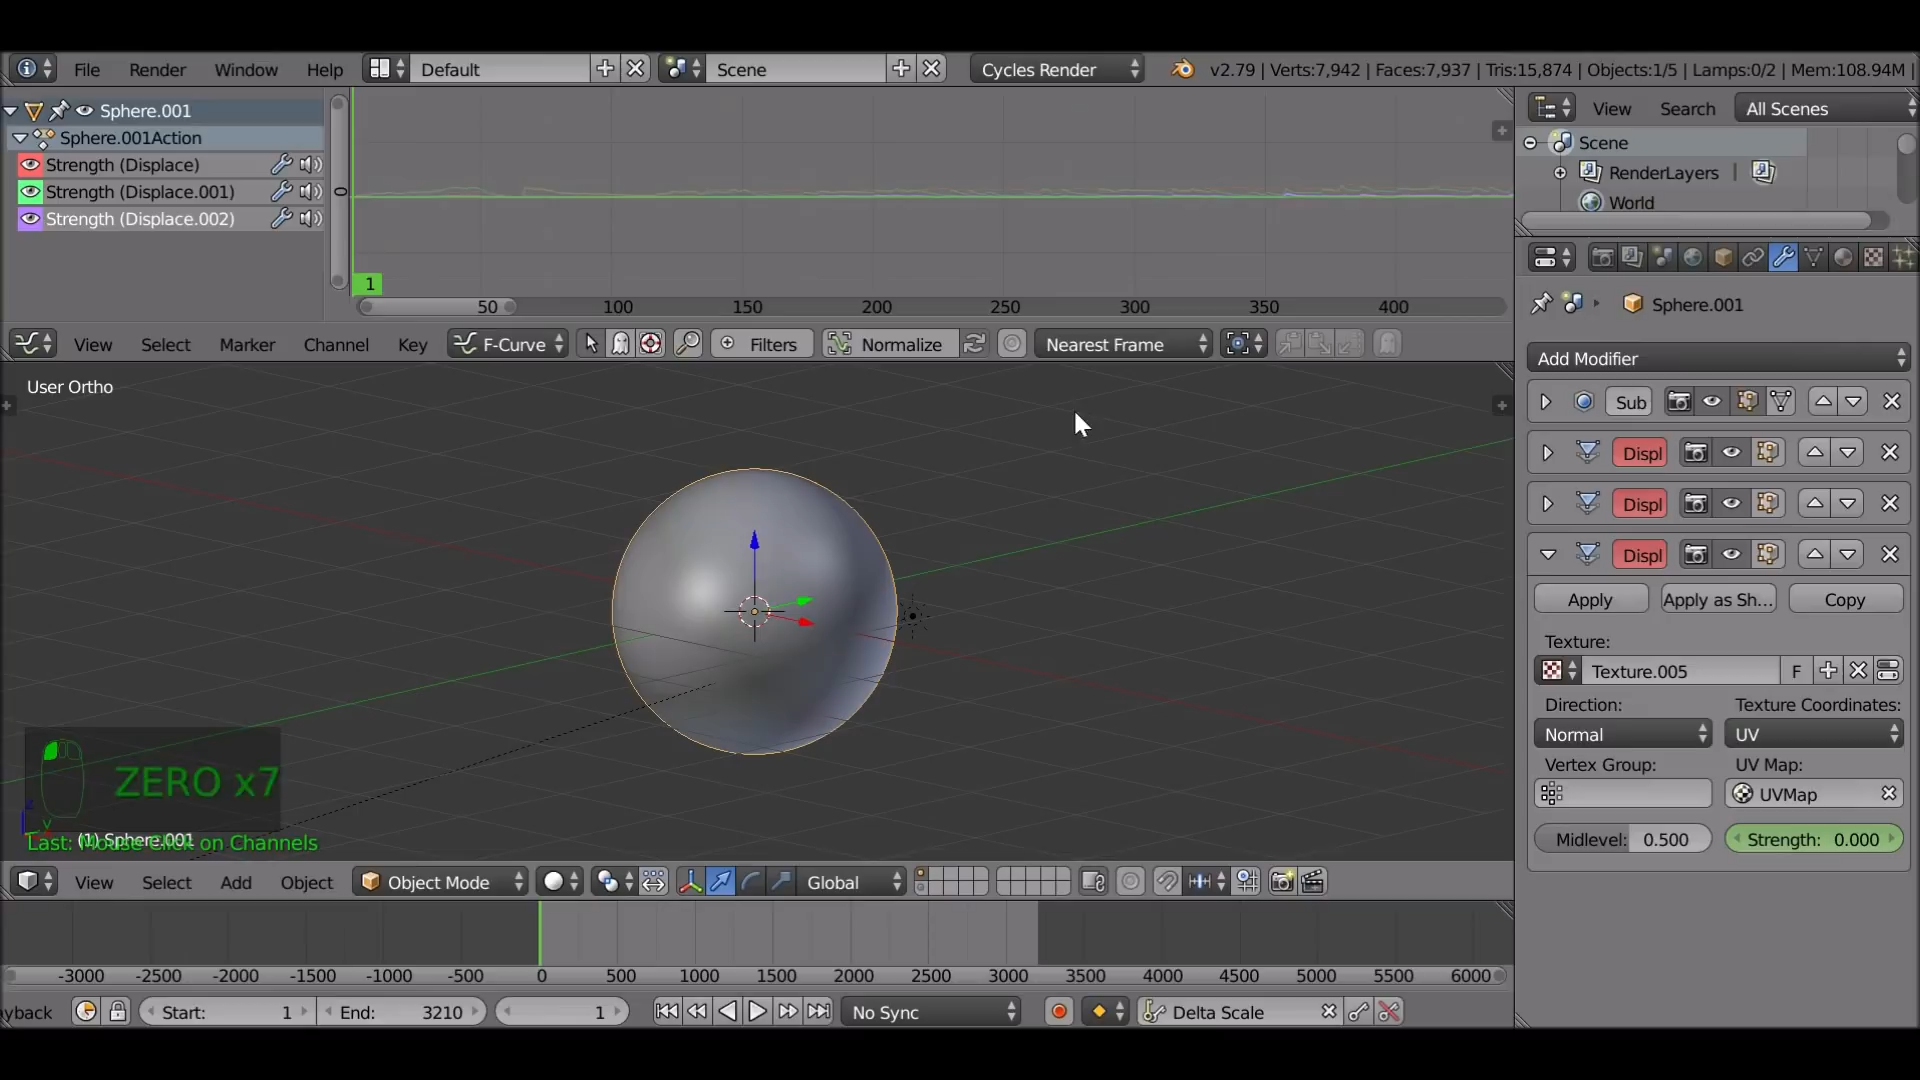 File Render Window Help Default Scene Cycles Render v2.79 | Verts:7,942 | Faces:7,937 | Tris:15,874 | Objects:1/5 | Lamps:0/2 | Mem:108.94M |
Sphere.001
Sphere.001Action
Strength (Displace)
Strength (Displace.001)
Strength (Displace.002)
0
1
50 100 150 200 250 300 350 400
View Select Marker Channel Key F-Curve Filters Normalize Nearest Frame
View Search All Scenes
Scene
RenderLayers
World
Sphere.001
Add Modifier
Sub
Displ
Displ
Displ
Apply Apply as Sh... Copy
Texture:
Texture.005 F
Direction: Texture Coordinates:
Normal UV
Vertex Group: UV Map:
UVMap
Midlevel: 0.500 Strength: 0.000
User Ortho
ZERO x7
(1) Sphere.001
Last: Mouse Click on Channels
View Select Add Object Object Mode Global
-3000 -2500 -2000 -1500 -1000 -500 0 500 1000 1500 2000 2500 3000 3500 4000 4500 5000 5500 6000
yback Start: 1 End: 3210 1 No Sync Delta Scale